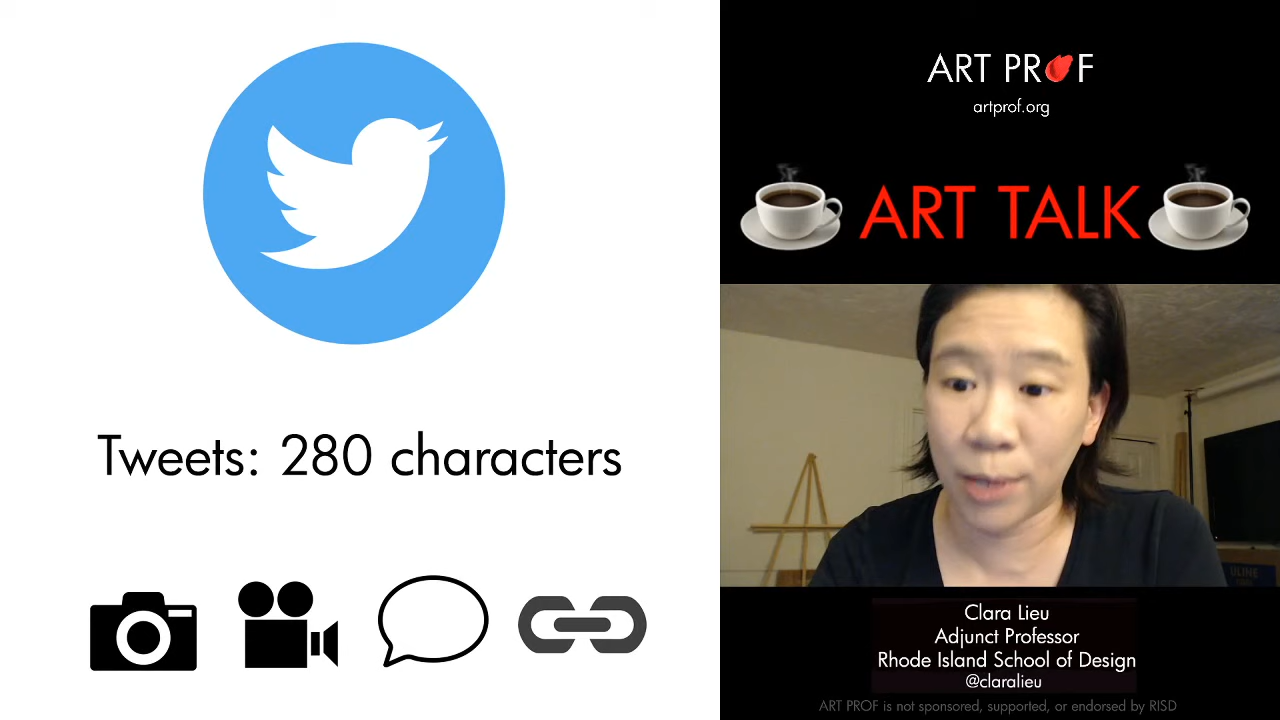 Tweets: 280 characters
ART PROF
artprof.org
ART TALK
ULINE
Clara Lieu
Adjunct Professor
Rhode Island School of Design
@claralieu
ART PROF is not sponsored, supported, or endorsed by RISD